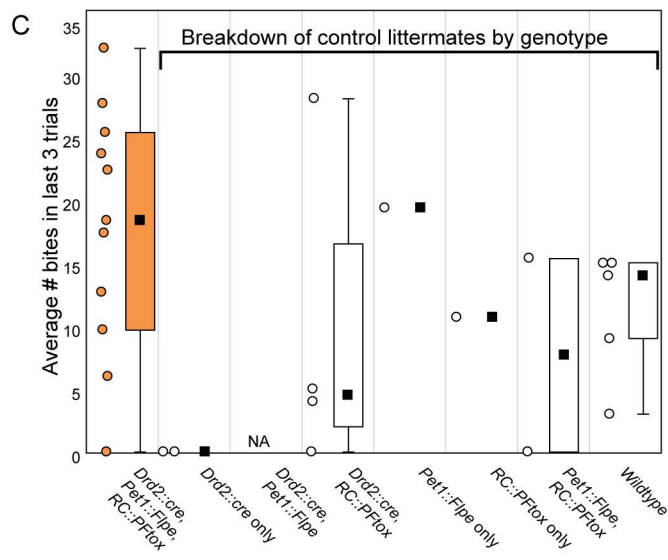 C
Breakdown of control littermates by genotype
Average # bites in last 3 trials
35
30
25
20
15
10
5
0
NA
Drd2::cre,
Pet1::Flpe,
RC::PFtox
Drd2::cre only
Drd2::cre,
Pet1::Flpe
Drd2::cre,
RC::PFtox
Pet1::Flpe only
RC::PFtox only
Pet1::Flpe,
RC::PFtox
Wildtype